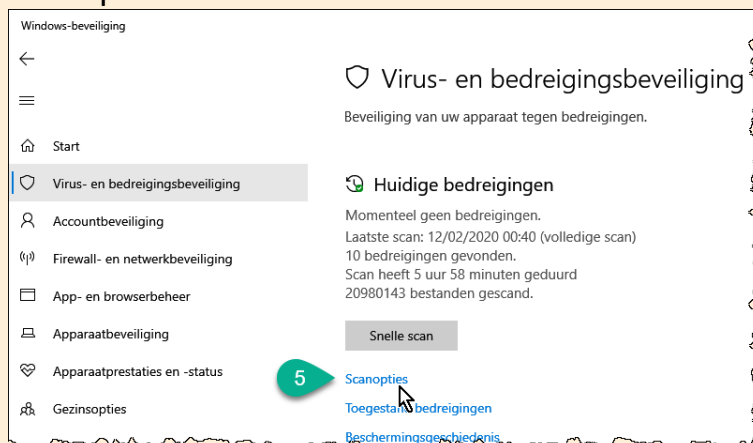 Windows-beveiliging
Virus- en bedreigingsbeveiliging
Beveiliging van uw apparaat tegen bedreigingen.
Start
Virus- en bedreigingsbeveiliging
Accountbeveiliging
Firewall- en netwerkbeveiliging
App- en browserbeheer
Apparaatbeveiliging
Apparaatprestaties en -status
Gezinsopties
Huidige bedreigingen
Momenteel geen bedreigingen.
Laatste scan: 12/02/2020 00:40 (volledige scan)
10 bedreigingen gevonden.
Scan heeft 5 uur 58 minuten geduurd
20980143 bestanden gescand.
Snelle scan
5
Scanopties
Toegestane bedreigingen
Beschermingsgeschiedenis